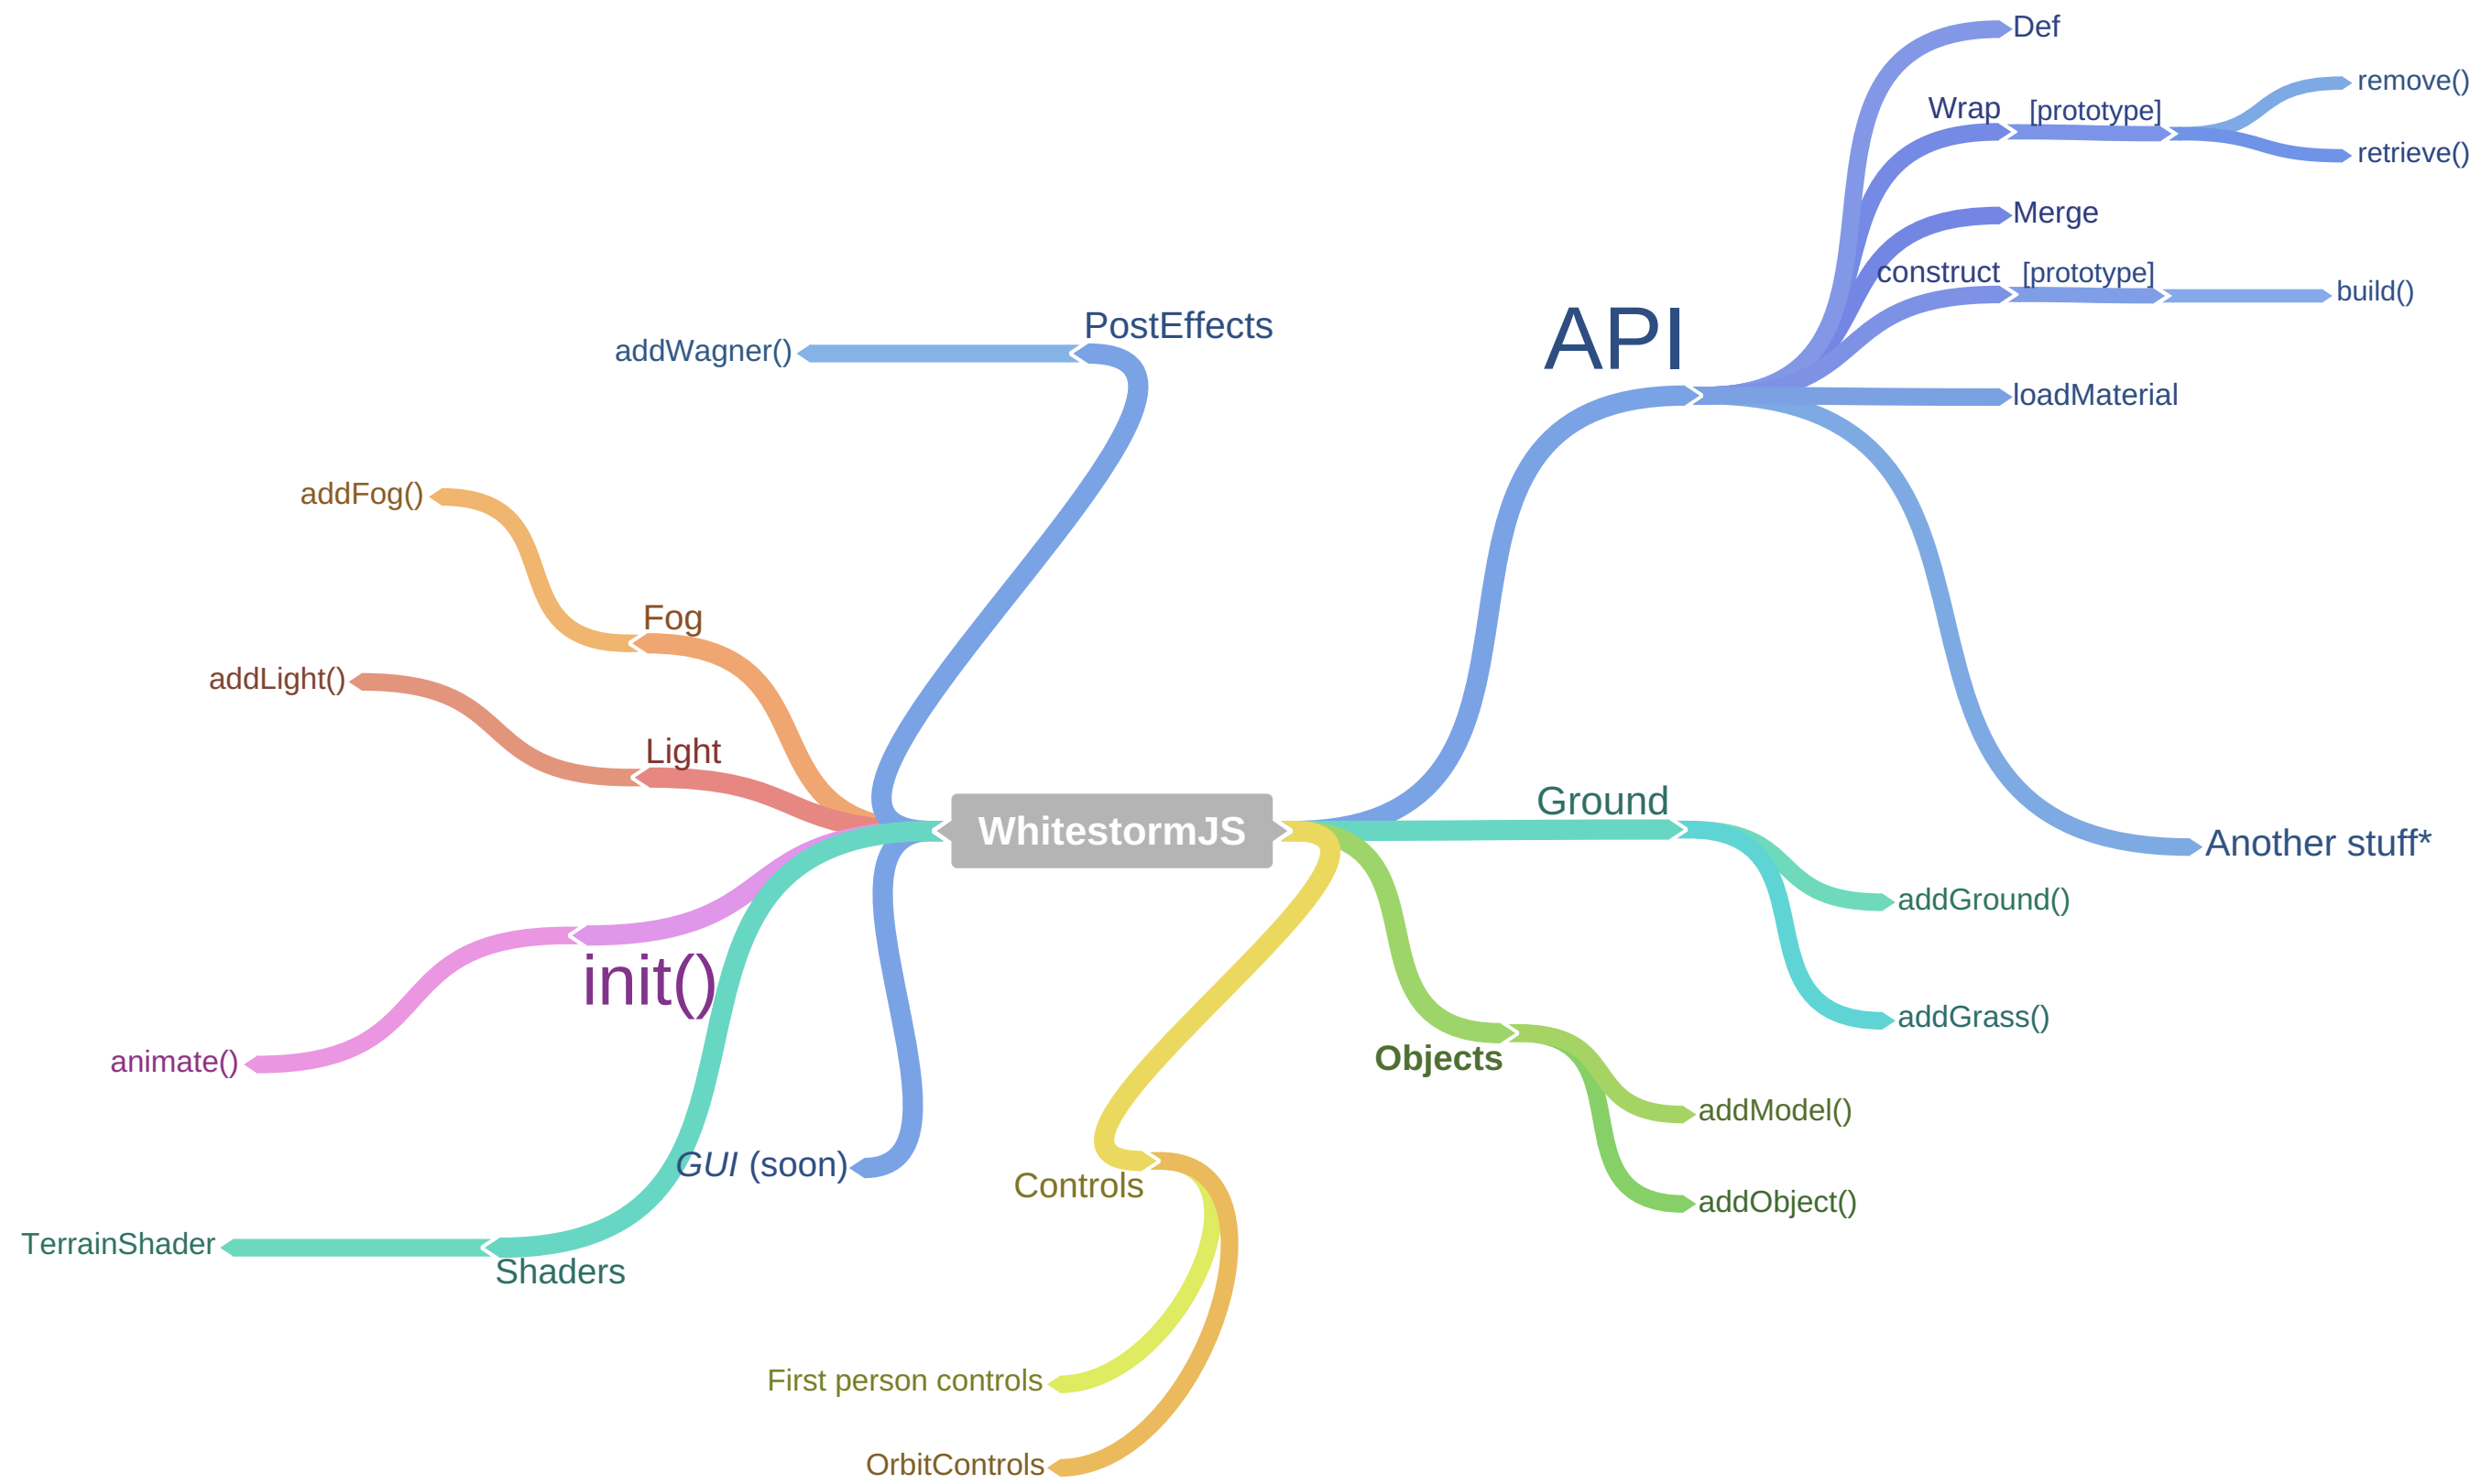 Def
remove()
Wrap
[prototype]
retrieve()
Merge
construct
[prototype]
build()
API
PostEffects
addWagner()
loadMaterial
addFog()
Fog
addLight()
Light
WhitestormJS
Ground
Another stuff*
addGround()
init()
addGrass()
animate()
Objects
addModel()
GUI (soon)
Controls
addObject()
TerrainShader
Shaders
First person controls
OrbitControls